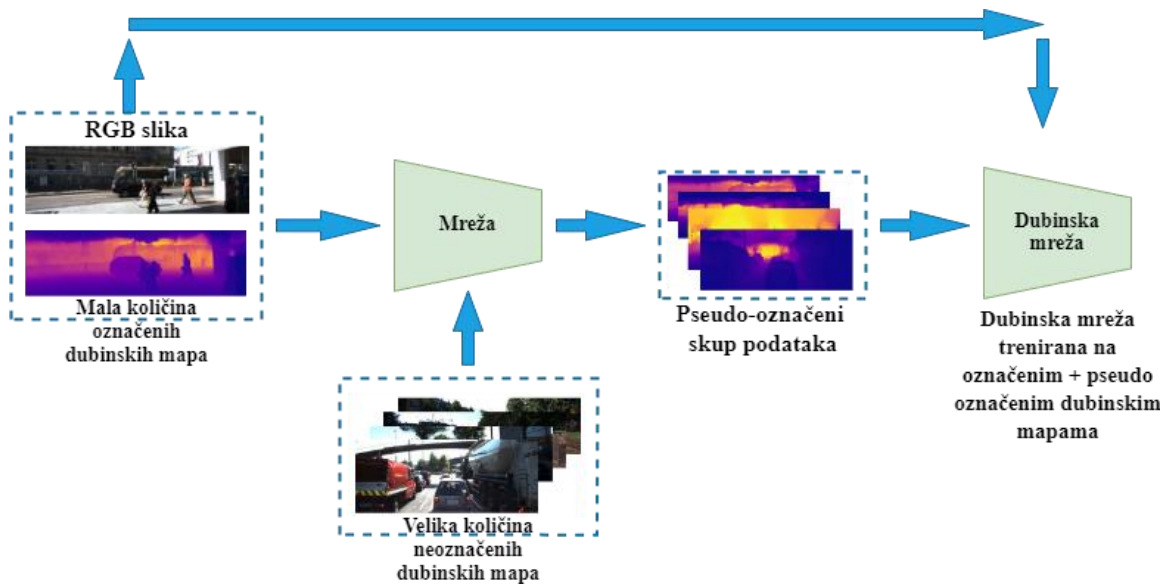 RGB slika
Mala količina
označenih
dubinskih mapa
Mreža
Velika količina
neoznačenih
dubinskih mapa
Pseudo-označeni
skup podataka
Dubinska
mreža
Dubinska mreža
trenirana na
označenim + pseudo
označenim dubinskim
mapama